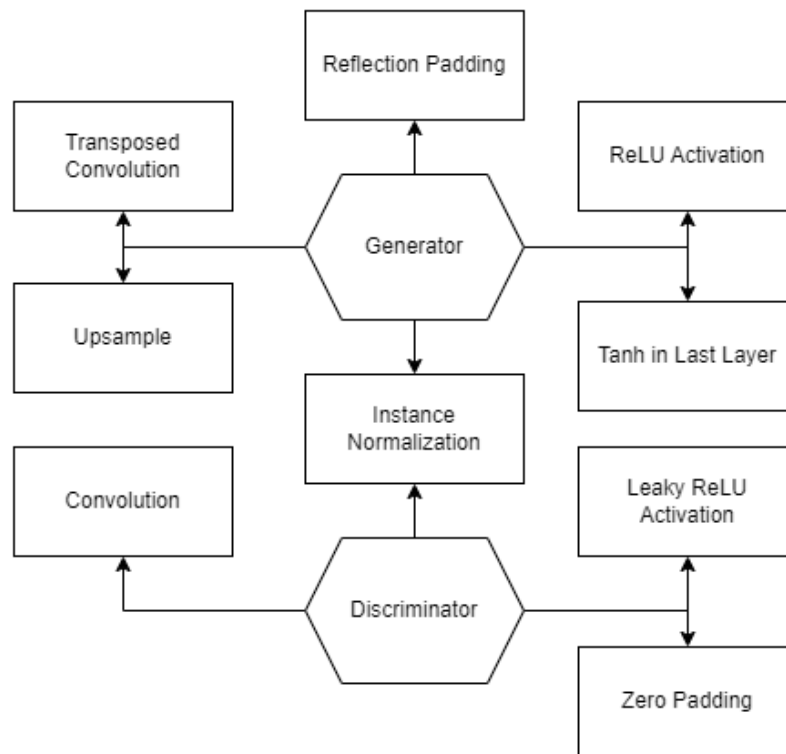 Reflection Padding
Transposed
Convolution
ReLU Activation
Generator
Upsample
Tanh in Last Layer
Instance
Normalization
Convolution
Leaky ReLU
Activation
Discriminator
Zero Padding